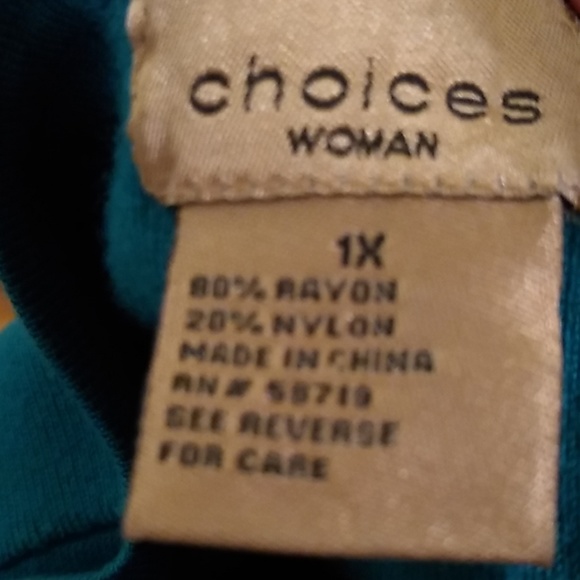 choices
WOMAN
1X
80% RAYON
20% NYLON
MADE IN CHINA
RN# 58719
SEE REVERSE
FOR CARE